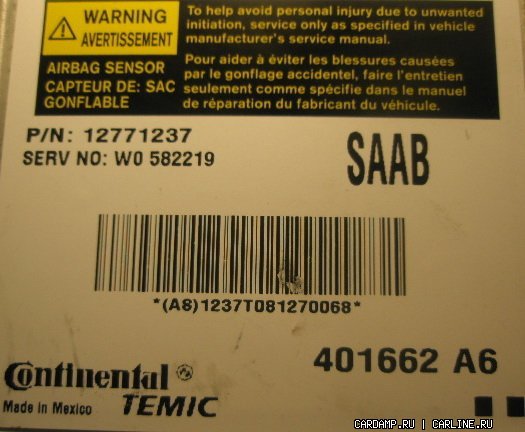 WARNING
AVERTISSEMENT
To help avoid personal injury due to unwanted
initiation, service only as specified in vehicle
manufacturer's service manual.
AIRBAG SENSOR
CAPTEUR DE: SAC
GONFLABLE
Pour aider à éviter les blessures causées
par le gonflage accidentel, faire l'entretien
seulement comme spécifie dans le manuel
de réparation du fabricant du véhicule.
P/N: 12771237
SERV NO: W0 582219
SAAB
*(A8)1237T081270068*
Continental
401662 A6
Made in Mexico TEMIC
CARDAMP.RU | CARLINE.RU